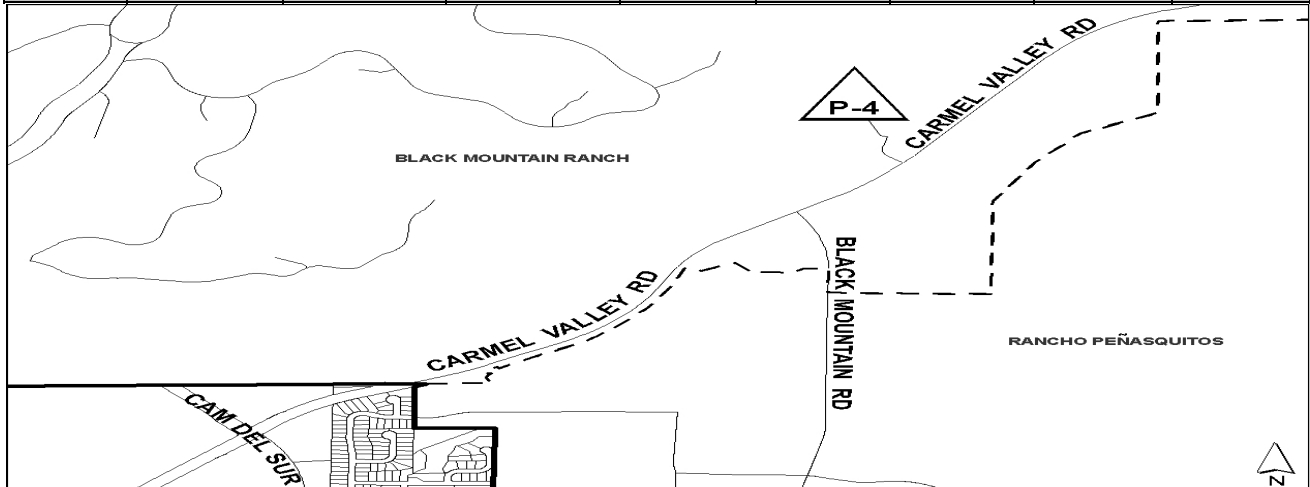 CARMEL VALLEY RD
P-4
BLACK MOUNTAIN RANCH
BLACK MOUNTAIN RD
CARMEL VALLEY RD
RANCHO PEÑASQUITOS
CAM DEL SUR
N